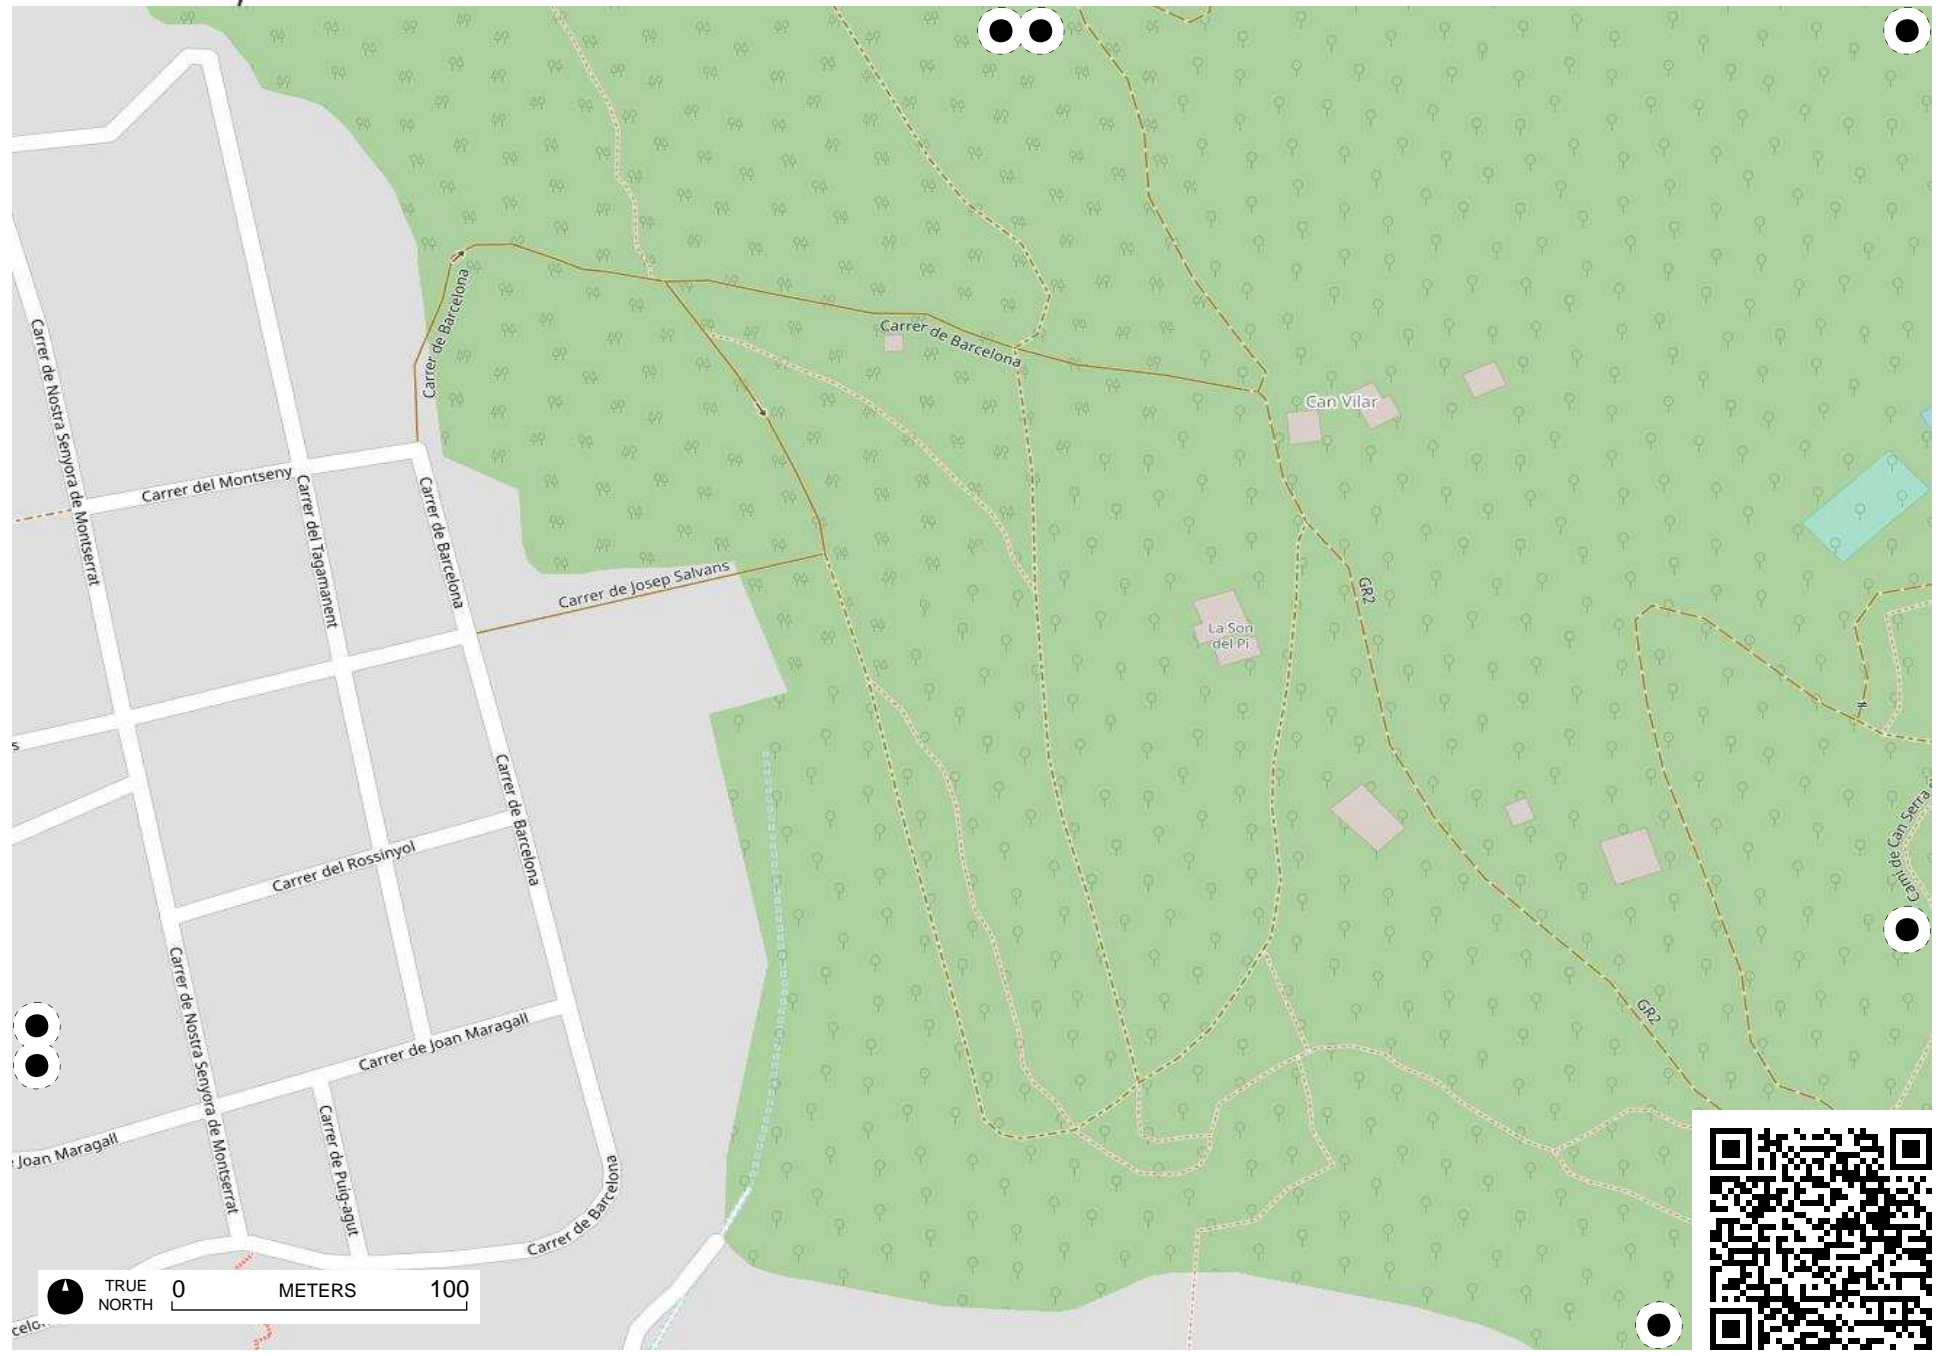 Carrer de Barcelona
Carrer de Nostra Senyora de Montserrat
Carrer de Barcelona
Can Vilar
Carrer del Montseny
Carrer del Tagamanent
Carrer de Barcelona
Carrer de Josep Salvans
GR2
La Son
del Pi
Carrer de Barcelona
Camí de Can Serra
Carrer del Rossinyol
Carrer de Nostra Senyora de Montserrat
GR2
Carrer de Joan Maragall
Joan Maragall
Carrer de Puig-agut
Carrer de Barcelona
TRUE
NORTH
0 METERS 100